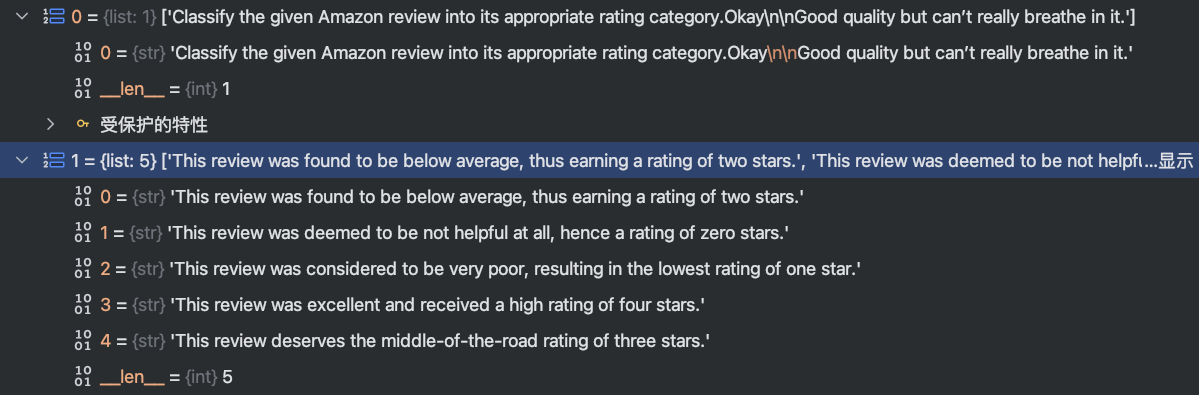 0 = {list: 1} ['Classify the given Amazon review into its appropriate rating category.Okay\n\nGood quality but can’t really breathe in it.']
0 = {str} 'Classify the given Amazon review into its appropriate rating category.Okay\n\nGood quality but can’t really breathe in it.'
__len__ = {int} 1
受保护的特性
1 = {list: 5} ['This review was found to be below average, thus earning a rating of two stars.', 'This review was deemed to be not helpfu...显示
0 = {str} 'This review was found to be below average, thus earning a rating of two stars.'
1 = {str} 'This review was deemed to be not helpful at all, hence a rating of zero stars.'
2 = {str} 'This review was considered to be very poor, resulting in the lowest rating of one star.'
3 = {str} 'This review was excellent and received a high rating of four stars.'
4 = {str} 'This review deserves the middle-of-the-road rating of three stars.'
__len__ = {int} 5